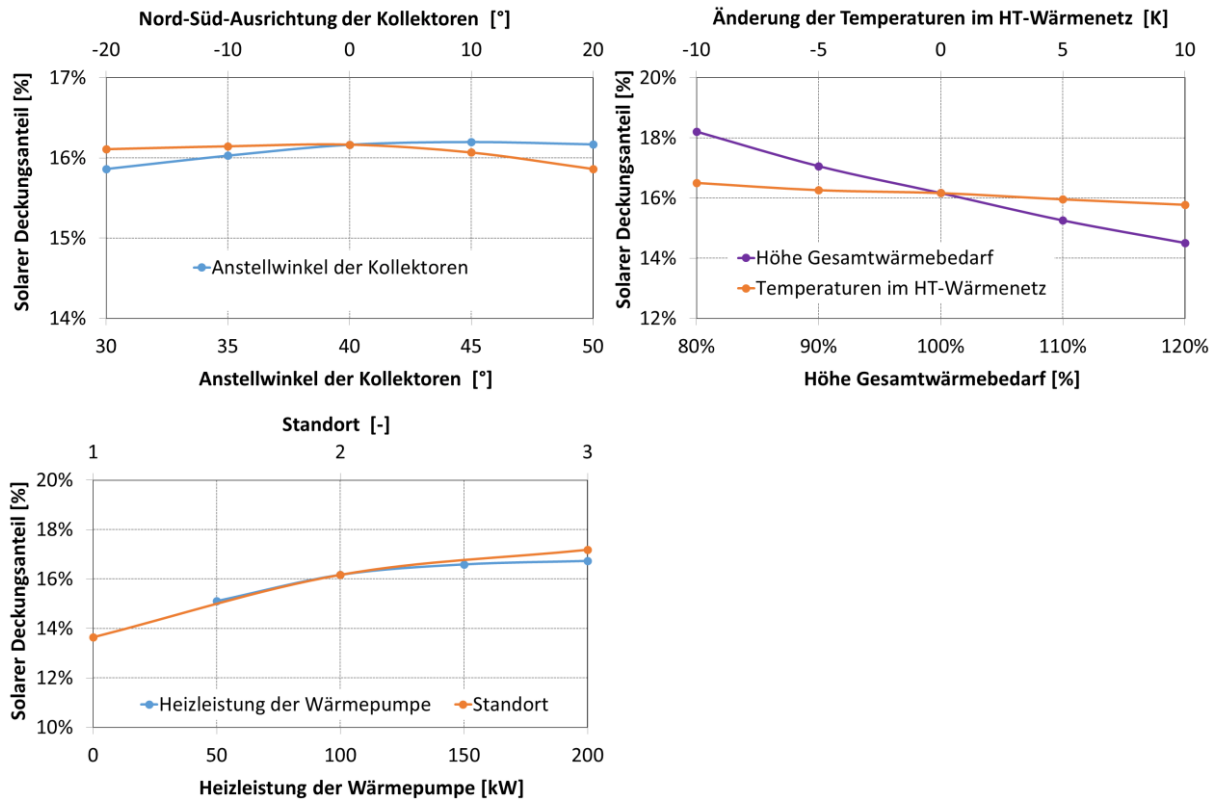 Nord-Süd-Ausrichtung der Kollektoren [°]
-20 -10 0 10 20
17%
16%
15%
14%
Solarer Deckungsanteil [%]
Anstellwinkel der Kollektoren
30 35 40 45 50
Anstellwinkel der Kollektoren [°]
Änderung der Temperaturen im HT-Wärmenetz [K]
-10 -5 0 5 10
20%
18%
16%
14%
12%
Solarer Deckungsanteil [%]
Höhe Gesamtwärmebedarf
Temperaturen im HT-Wärmenetz
80% 90% 100% 110% 120%
Höhe Gesamtwärmebedarf [%]
Standort [-]
1 2 3
20%
18%
16%
14%
12%
10%
Solarer Deckungsanteil [%]
Heizleistung der Wärmepumpe Standort
0 50 100 150 200
Heizleistung der Wärmepumpe [kW]